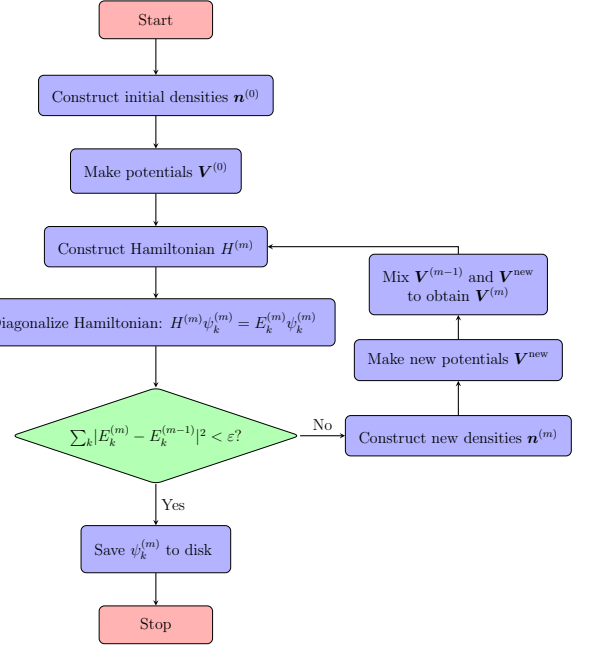 Start
Construct initial densities 𝒏⁽⁰⁾
Make potentials 𝑽⁽⁰⁾
Construct Hamiltonian H⁽ᵐ⁾
Hamiltonian: H^{(m)}ψ_k^{(m)} = E_k^{(m)}ψ_k^{(m)}
∑_k|E_k^{(m)} − E_k^{(m−1)}|² < ε?
Yes
Save ψ_k^{(m)} to disk
Stop
No
Construct new densities 𝒏⁽ᵐ⁾
Make new potentials 𝑽^{new}
Mix 𝑽^{(m−1)} and 𝑽^{new}
to obtain 𝑽^{(m)}